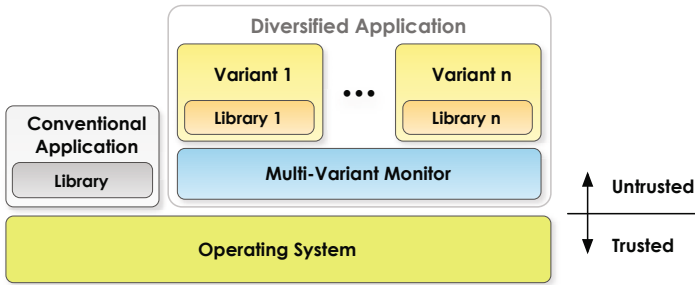 Diversified Application
Variant 1
Library 1
...
Variant n
Library n
Conventional
Application
Library
Multi-Variant Monitor
Untrusted
Trusted
Operating System